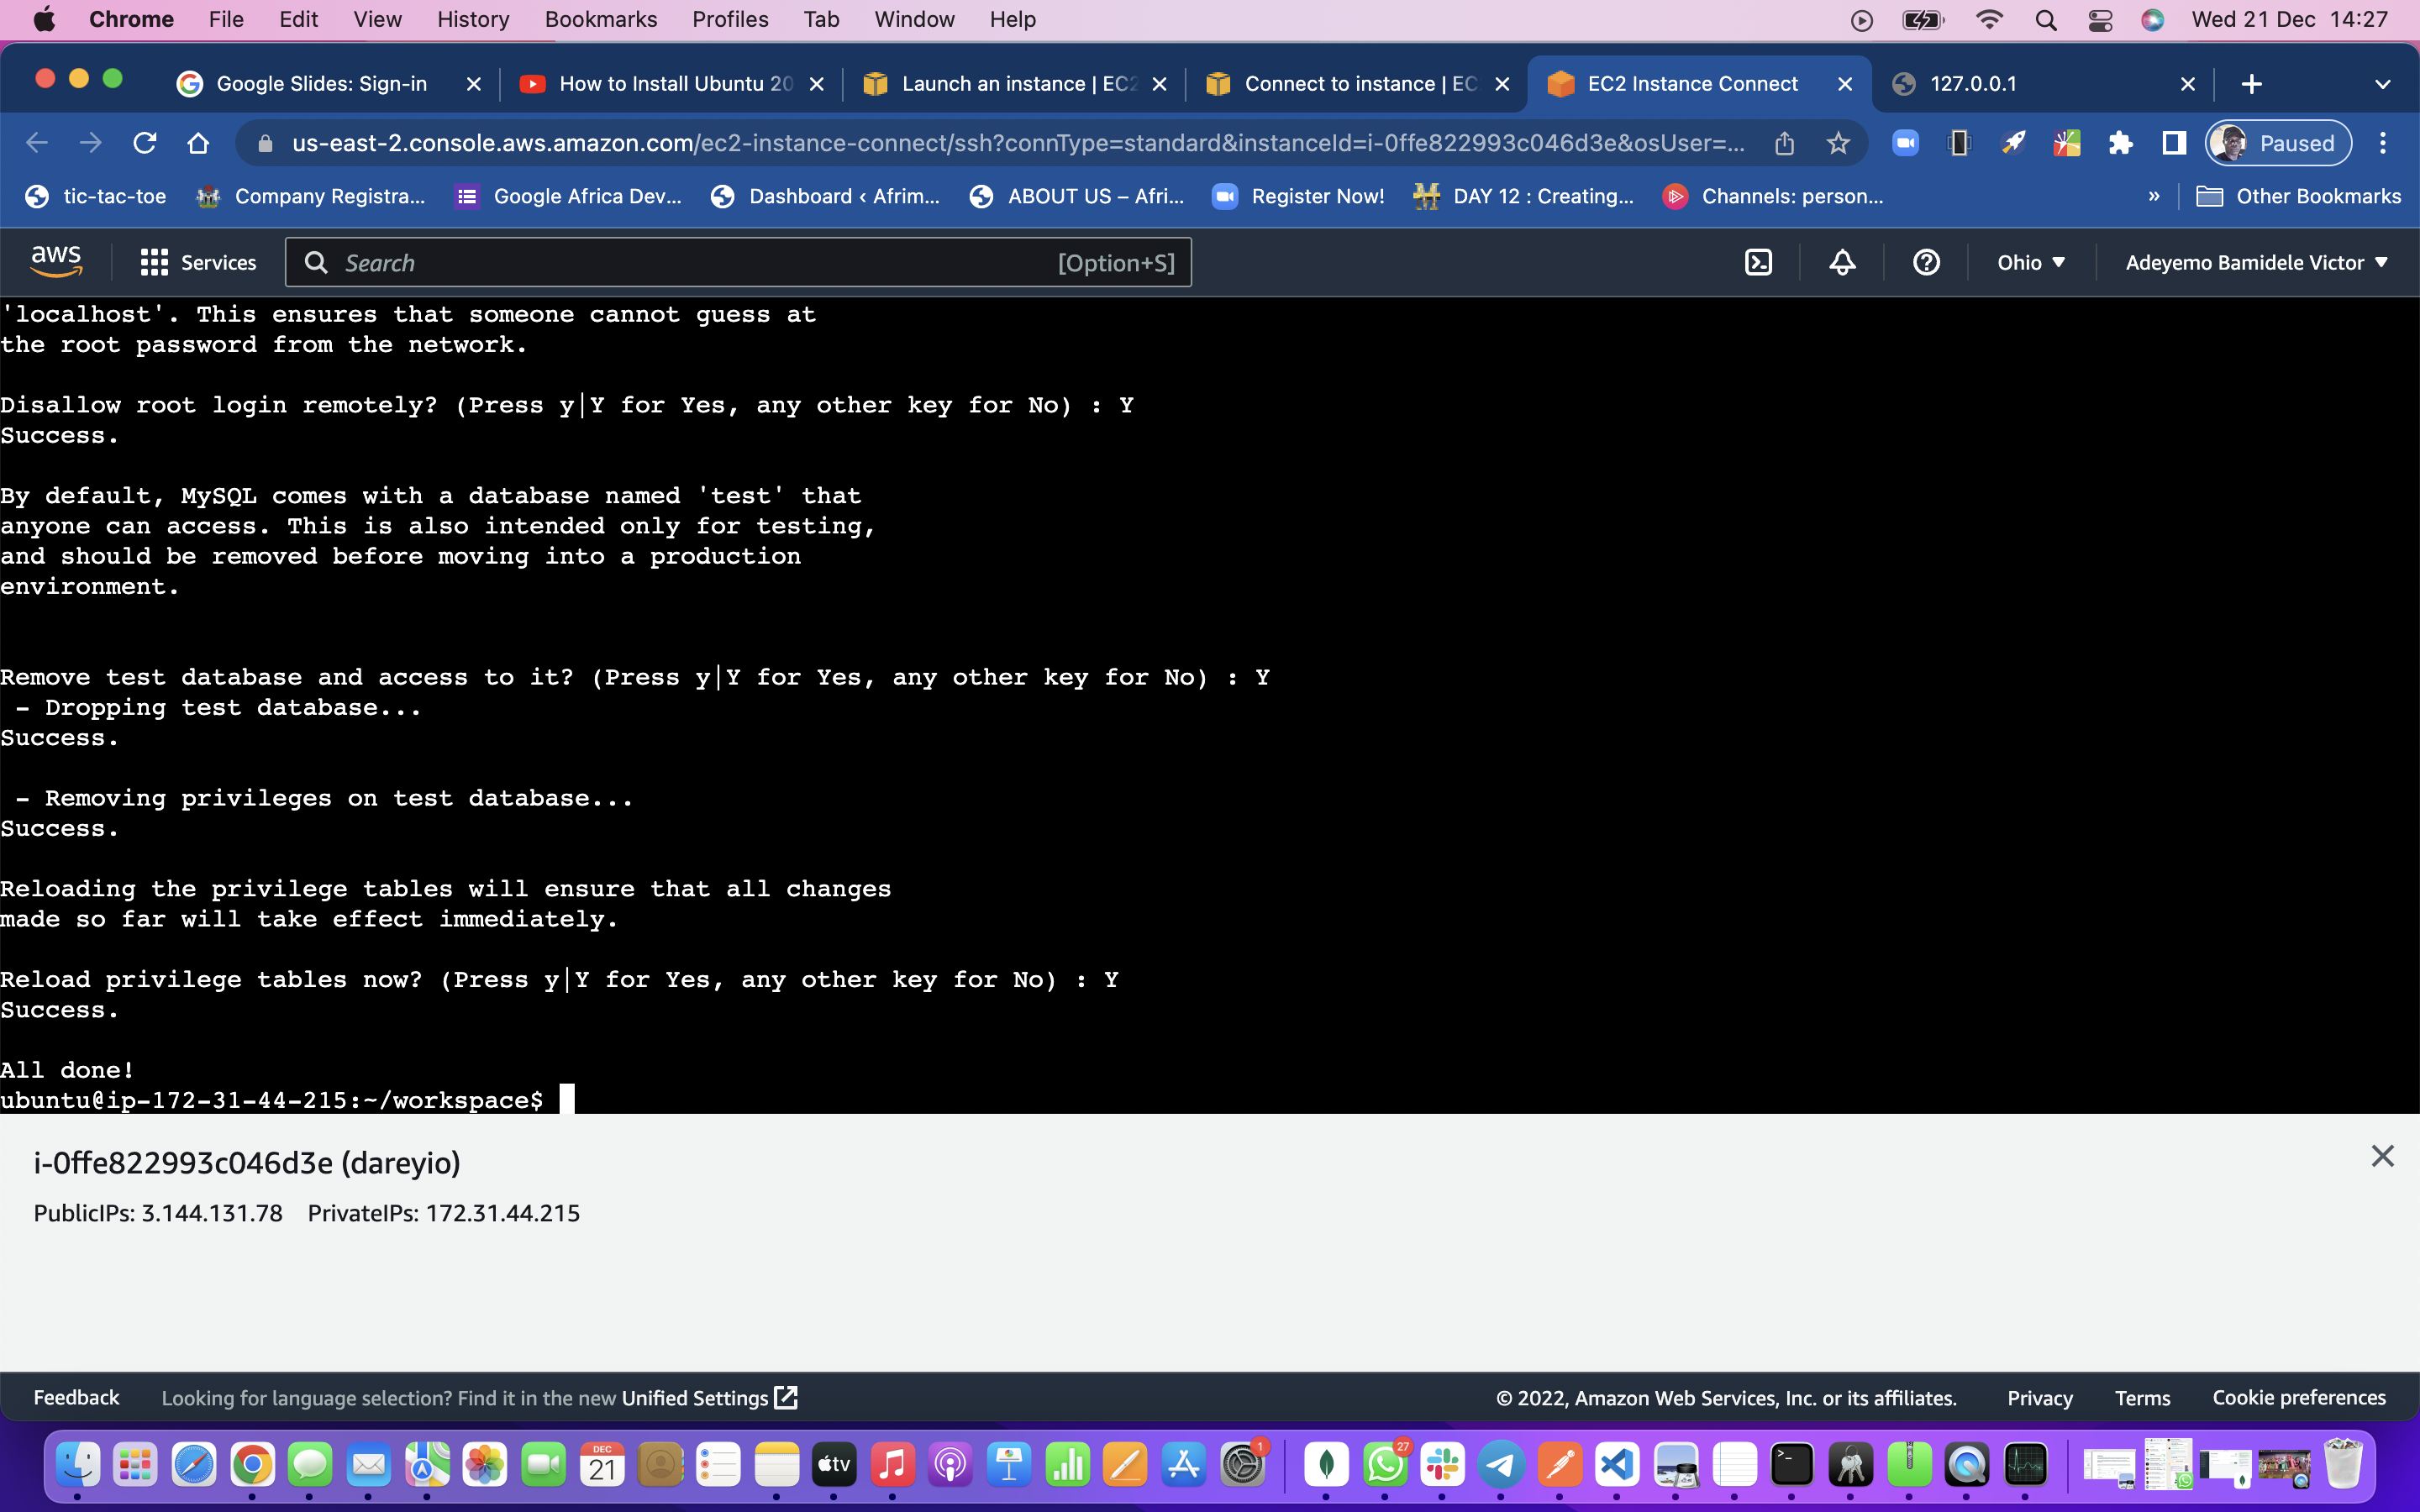 Chrome File Edit View History Bookmarks Profiles Tab Window Help Wed 21 Dec 14:27
Google Slides: Sign-in How to Install Ubuntu 20 Launch an instance | EC2 Connect to instance | EC EC2 Instance Connect 127.0.0.1
us-east-2.console.aws.amazon.com/ec2-instance-connect/ssh?connType=standard&instanceId=i-0ffe822993c046d3e&osUser=... Paused
tic-tac-toe Company Registra... Google Africa Dev... Dashboard ‹ Afrim... ABOUT US – Afri... Register Now! DAY 12 : Creating... Channels: person... » Other Bookmarks
aws Services Search [Option+S] Ohio Adeyemo Bamidele Victor
'localhost'. This ensures that someone cannot guess at
the root password from the network.
Disallow root login remotely? (Press y|Y for Yes, any other key for No) : Y
Success.
By default, MySQL comes with a database named 'test' that
anyone can access. This is also intended only for testing,
and should be removed before moving into a production
environment.
Remove test database and access to it? (Press y|Y for Yes, any other key for No) : Y
- Dropping test database...
Success.
- Removing privileges on test database...
Success.
Reloading the privilege tables will ensure that all changes
made so far will take effect immediately.
Reload privilege tables now? (Press y|Y for Yes, any other key for No) : Y
Success.
All done!
ubuntu@ip-172-31-44-215:~/workspace$
i-0ffe822993c046d3e (dareyio)
PublicIPs: 3.144.131.78 PrivateIPs: 172.31.44.215
Feedback Looking for language selection? Find it in the new Unified Settings © 2022, Amazon Web Services, Inc. or its affiliates. Privacy Terms Cookie preferences
DEC 21 tv 1 27